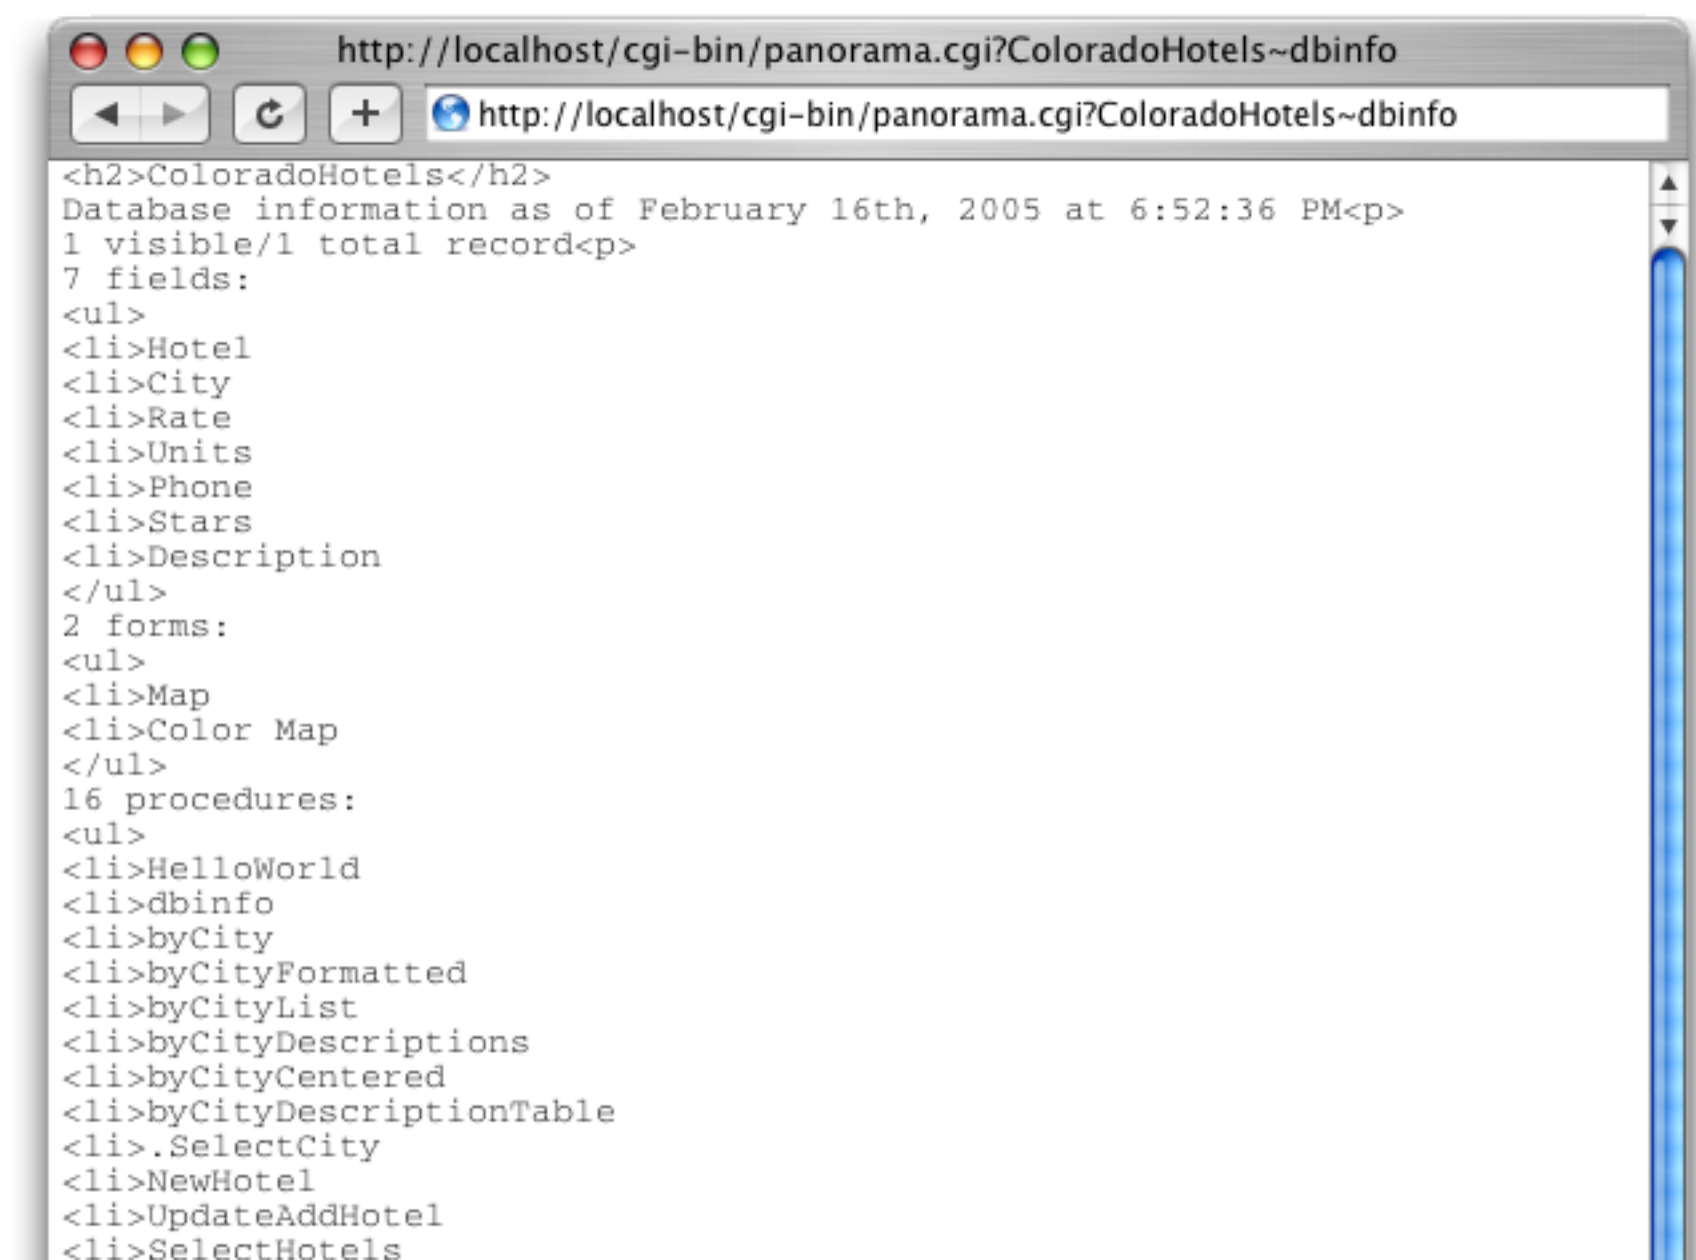 http://localhost/cgi-bin/panorama.cgi?ColoradoHotels~dbinfo
http://localhost/cgi-bin/panorama.cgi?ColoradoHotels~dbinfo
<h2>ColoradoHotels</h2>
Database information as of February 16th, 2005 at 6:52:36 PM<p>
1 visible/1 total record<p>
7 fields:
<ul>
<li>Hotel
<li>City
<li>Rate
<li>Units
<li>Phone
<li>Stars
<li>Description
</ul>
2 forms:
<ul>
<li>Map
<li>Color Map
</ul>
16 procedures:
<ul>
<li>HelloWorld
<li>dbinfo
<li>byCity
<li>byCityFormatted
<li>byCityList
<li>byCityDescriptions
<li>byCityCentered
<li>byCityDescriptionTable
<li>.SelectCity
<li>NewHotel
<li>UpdateAddHotel
<li>SelectHotels